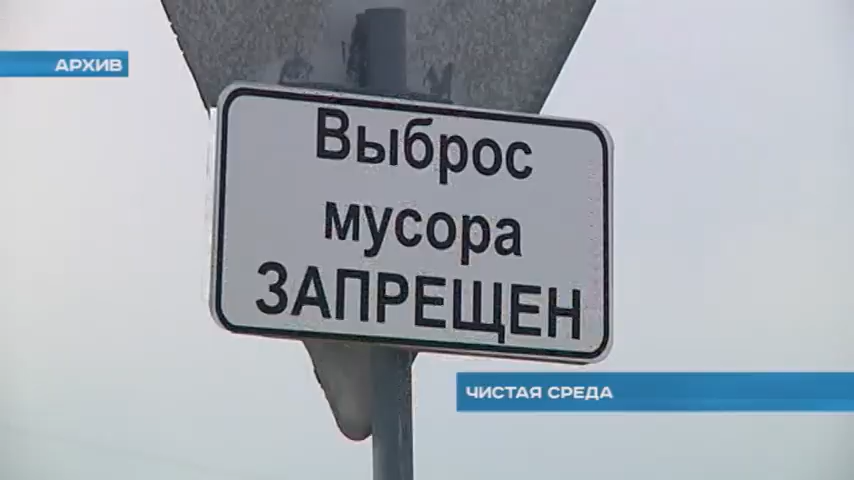 АРХИВ
Выброс
мусора
ЗАПРЕЩЕН
ЧИСТАЯ СРЕДА